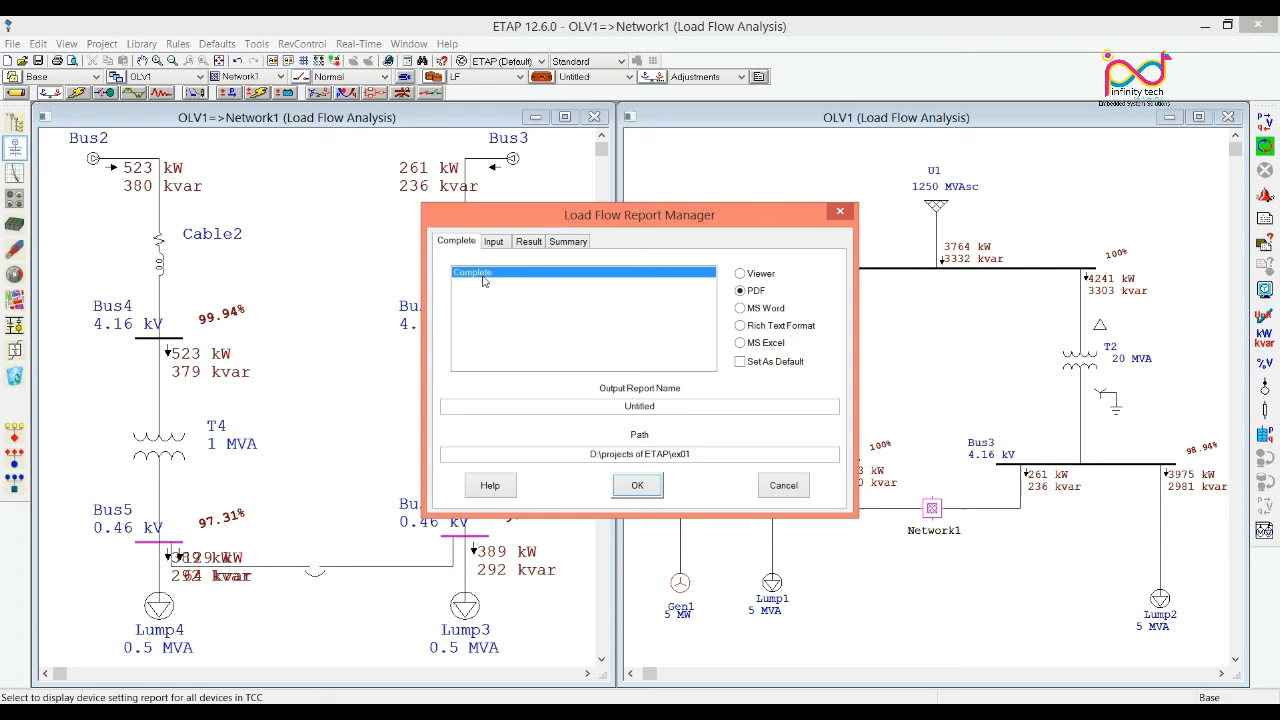 ETAP 12.6.0 - OLV1=>Network1 (Load Flow Analysis)
File Edit View Project Library Rules Defaults Tools RevControl Real-Time Window Help
ETAP (Default) Standard
Base OLV1 Network1 Normal LF Untitled Adjustments
infinity tech
Embedded System Solutions
OLV1=>Network1 (Load Flow Analysis)
Bus2
523 kW
380 kvar
Cable2
Bus4
4.16 kV
99.94%
523 kW
379 kvar
T4
1 MVA
Bus5
0.46 kV
97.31%
Lump4
0.5 MVA
Bus3
261 kW
236 kvar
0.46 kV
389 kW
292 kvar
Lump3
0.5 MVA
Load Flow Report Manager
Complete Input Result Summary
Complete
Viewer
PDF
MS Word
Rich Text Format
MS Excel
Set As Default
Output Report Name
Untitled
Path
D:\projects of ETAP\ex01
Help OK Cancel
OLV1 (Load Flow Analysis)
U1
1250 MVAsc
3764 kW
3332 kvar
100%
4241 kW
3303 kvar
T2
20 MVA
Bus3
4.16 kV
98.94%
100%
261 kW
236 kvar
3975 kW
2981 kvar
Network1
Gen1
5 MW
Lump1
5 MVA
Lump2
5 MVA
Select to display device setting report for all devices in TCC
Base